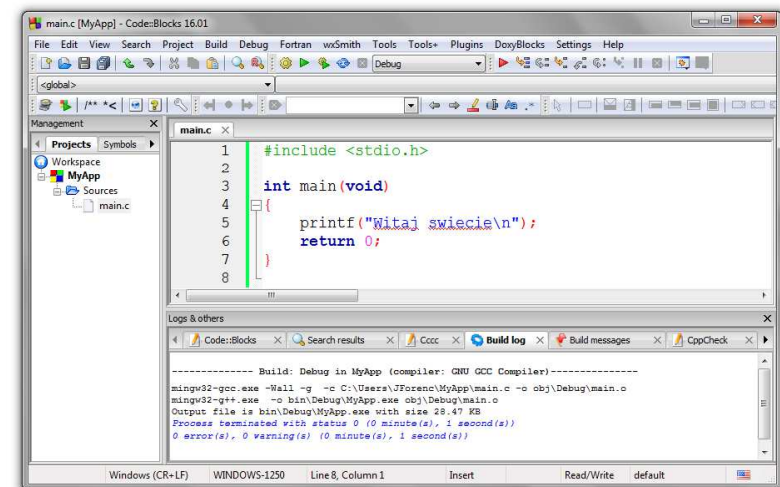 main.c [MyApp] - Code::Blocks 16.01
File Edit View Search Project Build Debug Fortran wxSmith Tools Tools+ Plugins DoxyBlocks Settings Help
Debug
<global>
/** *<
Management
main.c
Projects Symbols
Workspace
MyApp
Sources
main.c
1 #include <stdio.h>
2
3 int main(void)
4 {
5 printf("Witaj swiecie\n");
6 return 0;
7 }
8
Logs & others
Code::Blocks Search results Cccc Build log Build messages CppCheck
-------------- Build: Debug in MyApp (compiler: GNU GCC Compiler)---------------
mingw32-gcc.exe -Wall -g -c C:\Users\JForenc\MyApp\main.c -o obj\Debug\main.o
mingw32-g++.exe -o bin\Debug\MyApp.exe obj\Debug\main.o
Output file is bin\Debug\MyApp.exe with size 28.47 KB
Process terminated with status 0 (0 minute(s), 1 second(s))
0 error(s), 0 warning(s) (0 minute(s), 1 second(s))
Windows (CR+LF) WINDOWS-1250 Line 8, Column 1 Insert Read/Write default